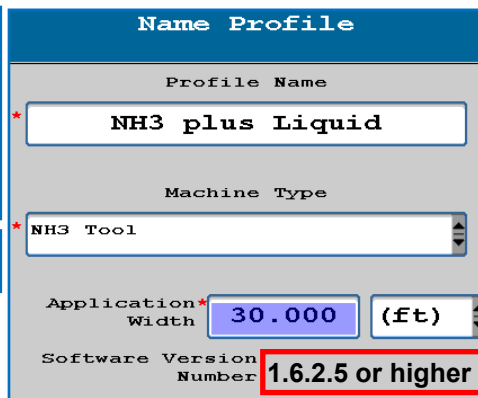 Name Profile
Profile Name
* NH3 plus Liquid
Machine Type
* NH3 Tool
Application* 30.000 (ft)
Width
Software Version
Number 1.6.2.5 or higher